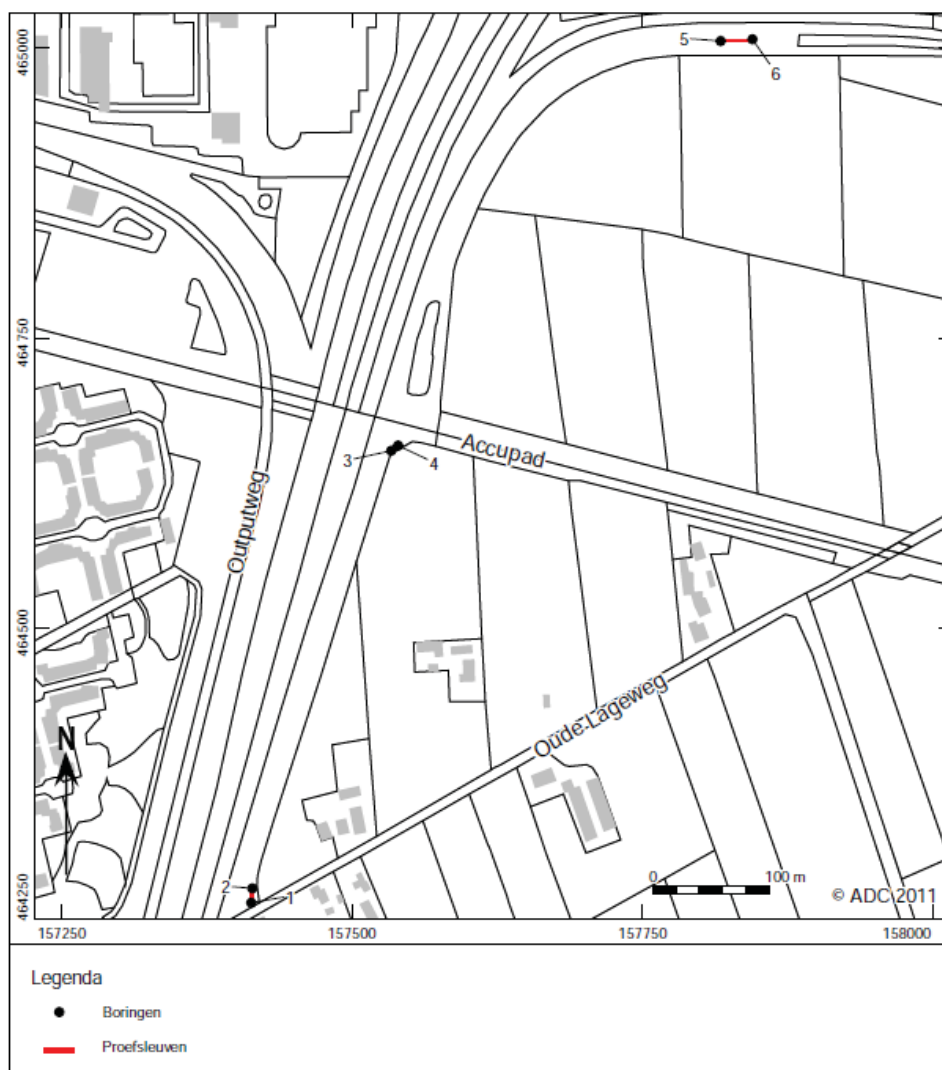 465000
5
6
464750
Accupad
3
4
Outputweg
464500
Oude Lageweg
N
2
1
0
100 m
464250
© ADC 2011
157250
157500
157750
158000
Legenda
Boringen
Proefsleuven